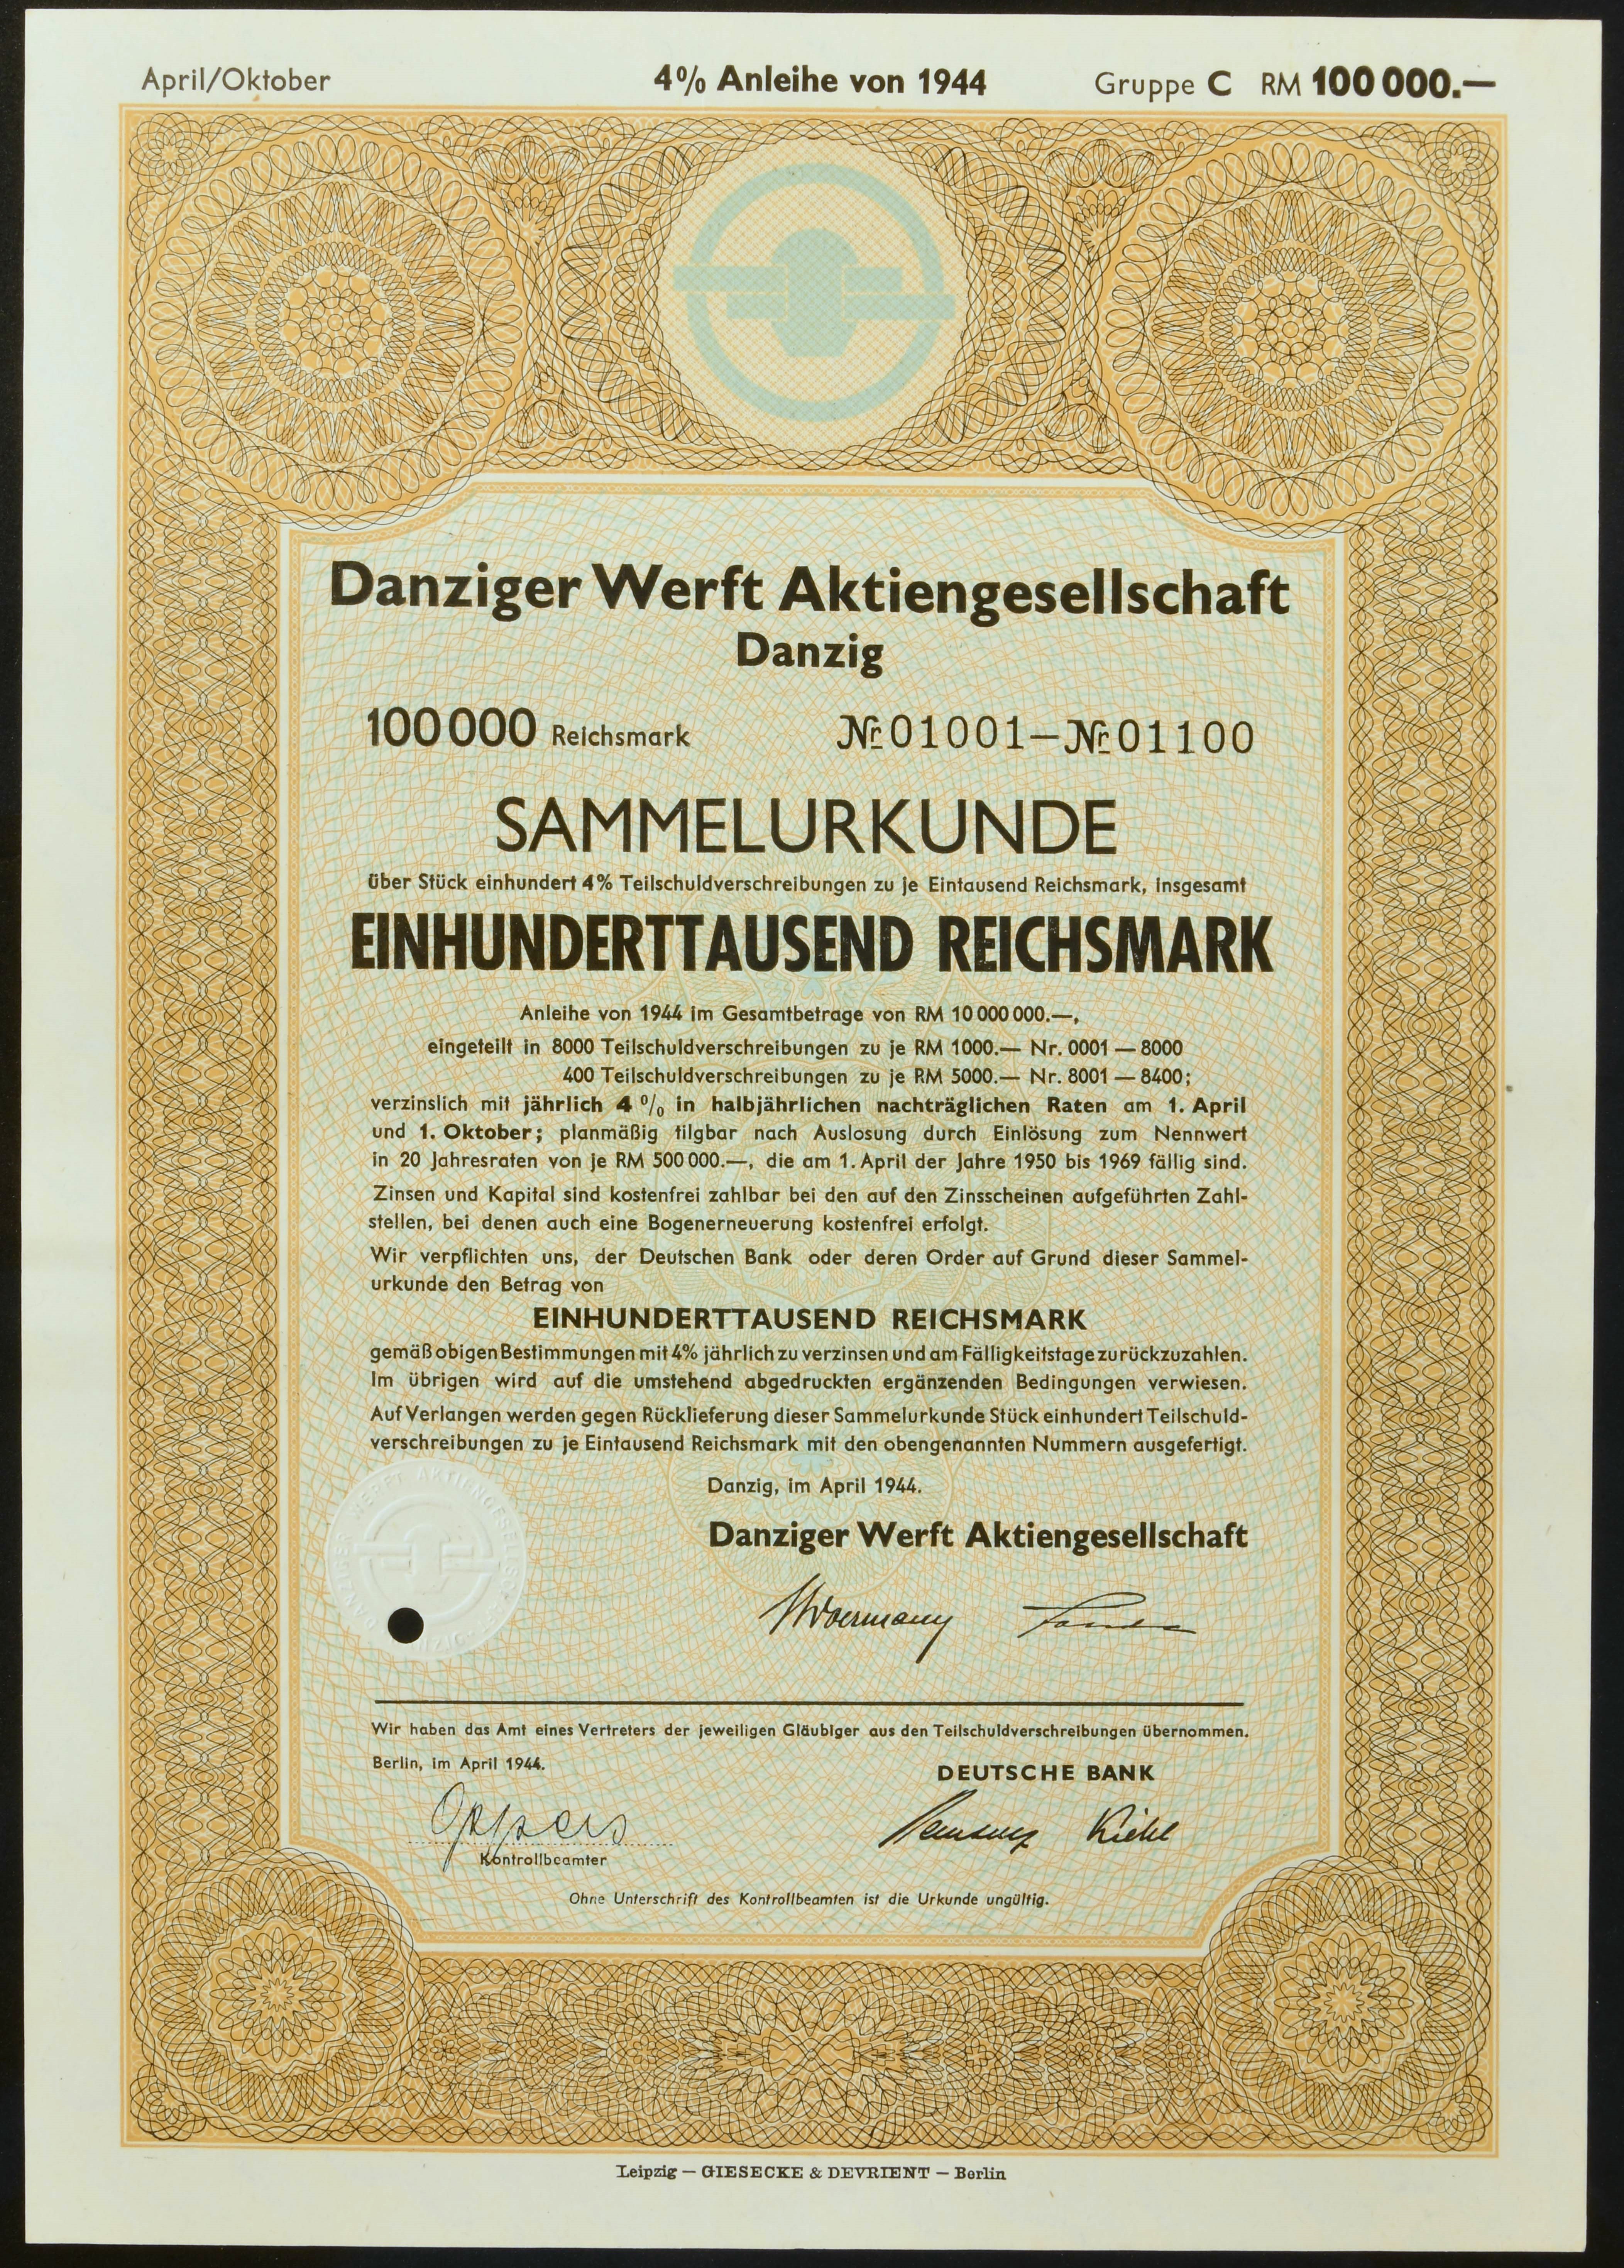 April/Oktober 4% Anleihe von 1944 Gruppe C RM 100 000.—
Danziger Werft Aktiengesellschaft
Danzig
100 000 Reichsmark Nr. 01001 — Nr. 01100
SAMMELURKUNDE
über Stück einhundert 4% Teilschuldverschreibungen zu je Eintausend Reichsmark, insgesamt
EINHUNDERTTAUSEND REICHSMARK
Anleihe von 1944 im Gesamtbetrage von RM 10 000 000.—,
eingeteilt in 8000 Teilschuldverschreibungen zu je RM 1000.— Nr. 0001 — 8000
400 Teilschuldverschreibungen zu je RM 5000.— Nr. 8001 — 8400;
verzinslich mit jährlich 4% in halbjährlichen nachträglichen Raten am 1. April
und 1. Oktober; planmäßig tilgbar nach Auslosung durch Einlösung zum Nennwert
in 20 Jahresraten von je RM 500 000.—, die am 1. April der Jahre 1950 bis 1969 fällig sind.
Zinsen und Kapital sind kostenfrei zahlbar bei den auf den Zinsscheinen aufgeführten Zahl-
stellen, bei denen auch eine Bogenerneuerung kostenfrei erfolgt.
Wir verpflichten uns, der Deutschen Bank oder deren Order auf Grund dieser Sammel-
urkunde den Betrag von
EINHUNDERTTAUSEND REICHSMARK
gemäß obigen Bestimmungen mit 4% jährlich zu verzinsen und am Fälligkeitstage zurückzuzahlen.
Im übrigen wird auf die umstehend abgedruckten ergänzenden Bedingungen verwiesen.
Auf Verlangen werden gegen Rücklieferung dieser Sammelurkunde Stück einhundert Teilschuld-
verschreibungen zu je Eintausend Reichsmark mit den obengenannten Nummern ausgefertigt.
Danzig, im April 1944.
DANZIGER WERFT AKTIENGESELLSCHAFT
Danziger Werft Aktiengesellschaft
Wir haben das Amt eines Vertreters der jeweiligen Gläubiger aus den Teilschuldverschreibungen übernommen.
Berlin, im April 1944.
DEUTSCHE BANK
Kiehl
Kontrollbeamter
Ohne Unterschrift des Kontrollbeamten ist die Urkunde ungültig.
Leipzig — GIESECKE & DEVRIENT — Berlin